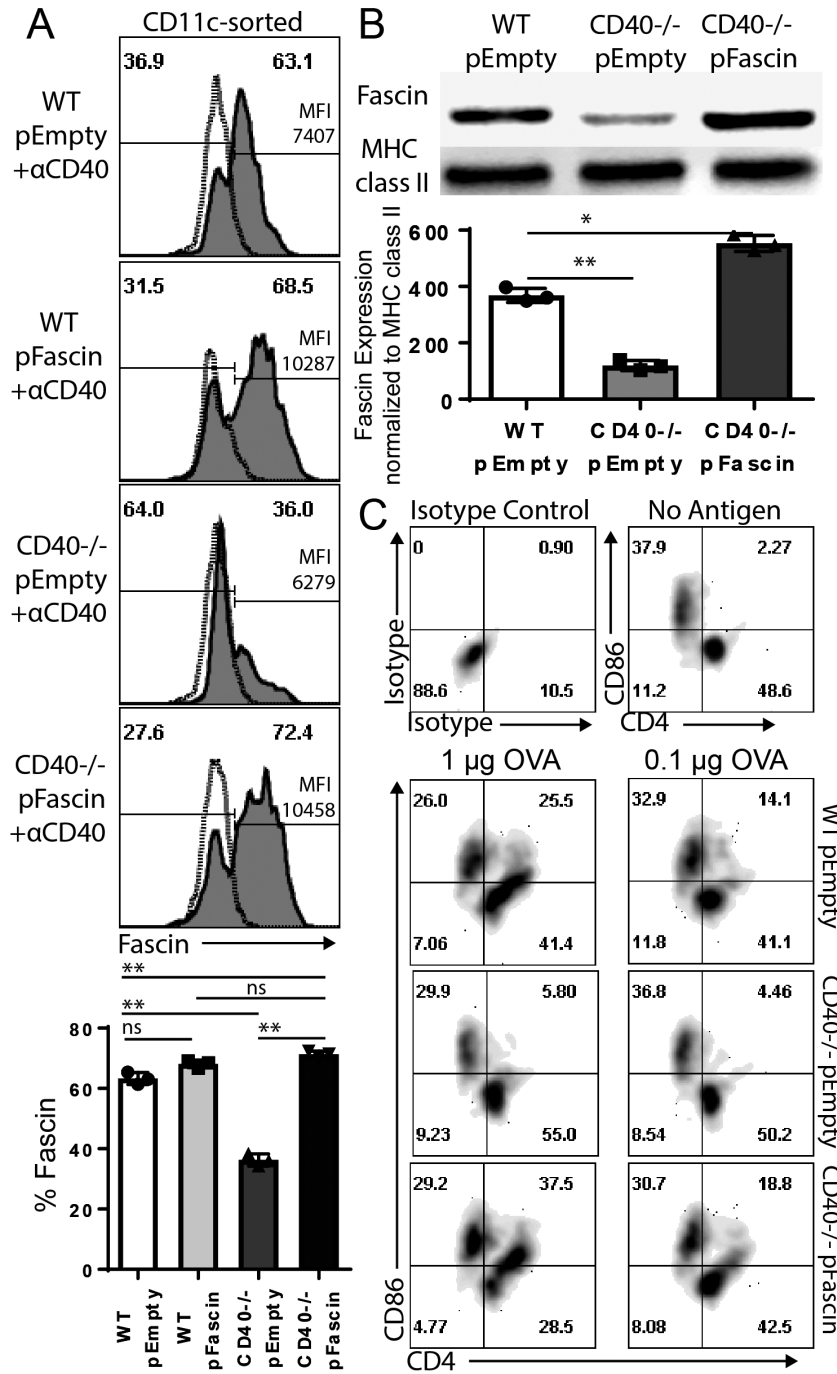 A
CD11c-sorted
WT
pEmpty
+αCD40
36.9
63.1
MFI
7407
WT
pFascin
+αCD40
31.5
68.5
MFI
10287
CD40-/-
pEmpty
+αCD40
64.0
36.0
MFI
6279
CD40-/-
pFascin
+αCD40
27.6
72.4
MFI
10458
Fascin
**
ns
**
ns
**
% Fascin
80
60
40
20
0
WT
pEmpty
WT
pFascin
CD40-/-
pEmpty
CD40-/-
pFascin
B
WT
pEmpty
CD40-/-
pEmpty
CD40-/-
pFascin
Fascin
MHC
class II
Fascin Expression
normalized to MHC class II
600
400
200
0
*
**
WT
pEmpty
CD40-/-
pEmpty
CD40-/-
pFascin
C
Isotype Control
No Antigen
Isotype
0
0.90
88.6
10.5
Isotype
CD86
37.9
2.27
11.2
48.6
CD4
1 µg OVA
0.1 µg OVA
26.0
25.5
7.06
41.4
32.9
14.1
11.8
41.1
WT pEmpty
29.9
5.80
9.23
55.0
36.8
4.46
8.54
50.2
CD40-/- pEmpty
29.2
37.5
4.77
28.5
30.7
18.8
8.08
42.5
CD40-/- pFascin
CD86
CD4